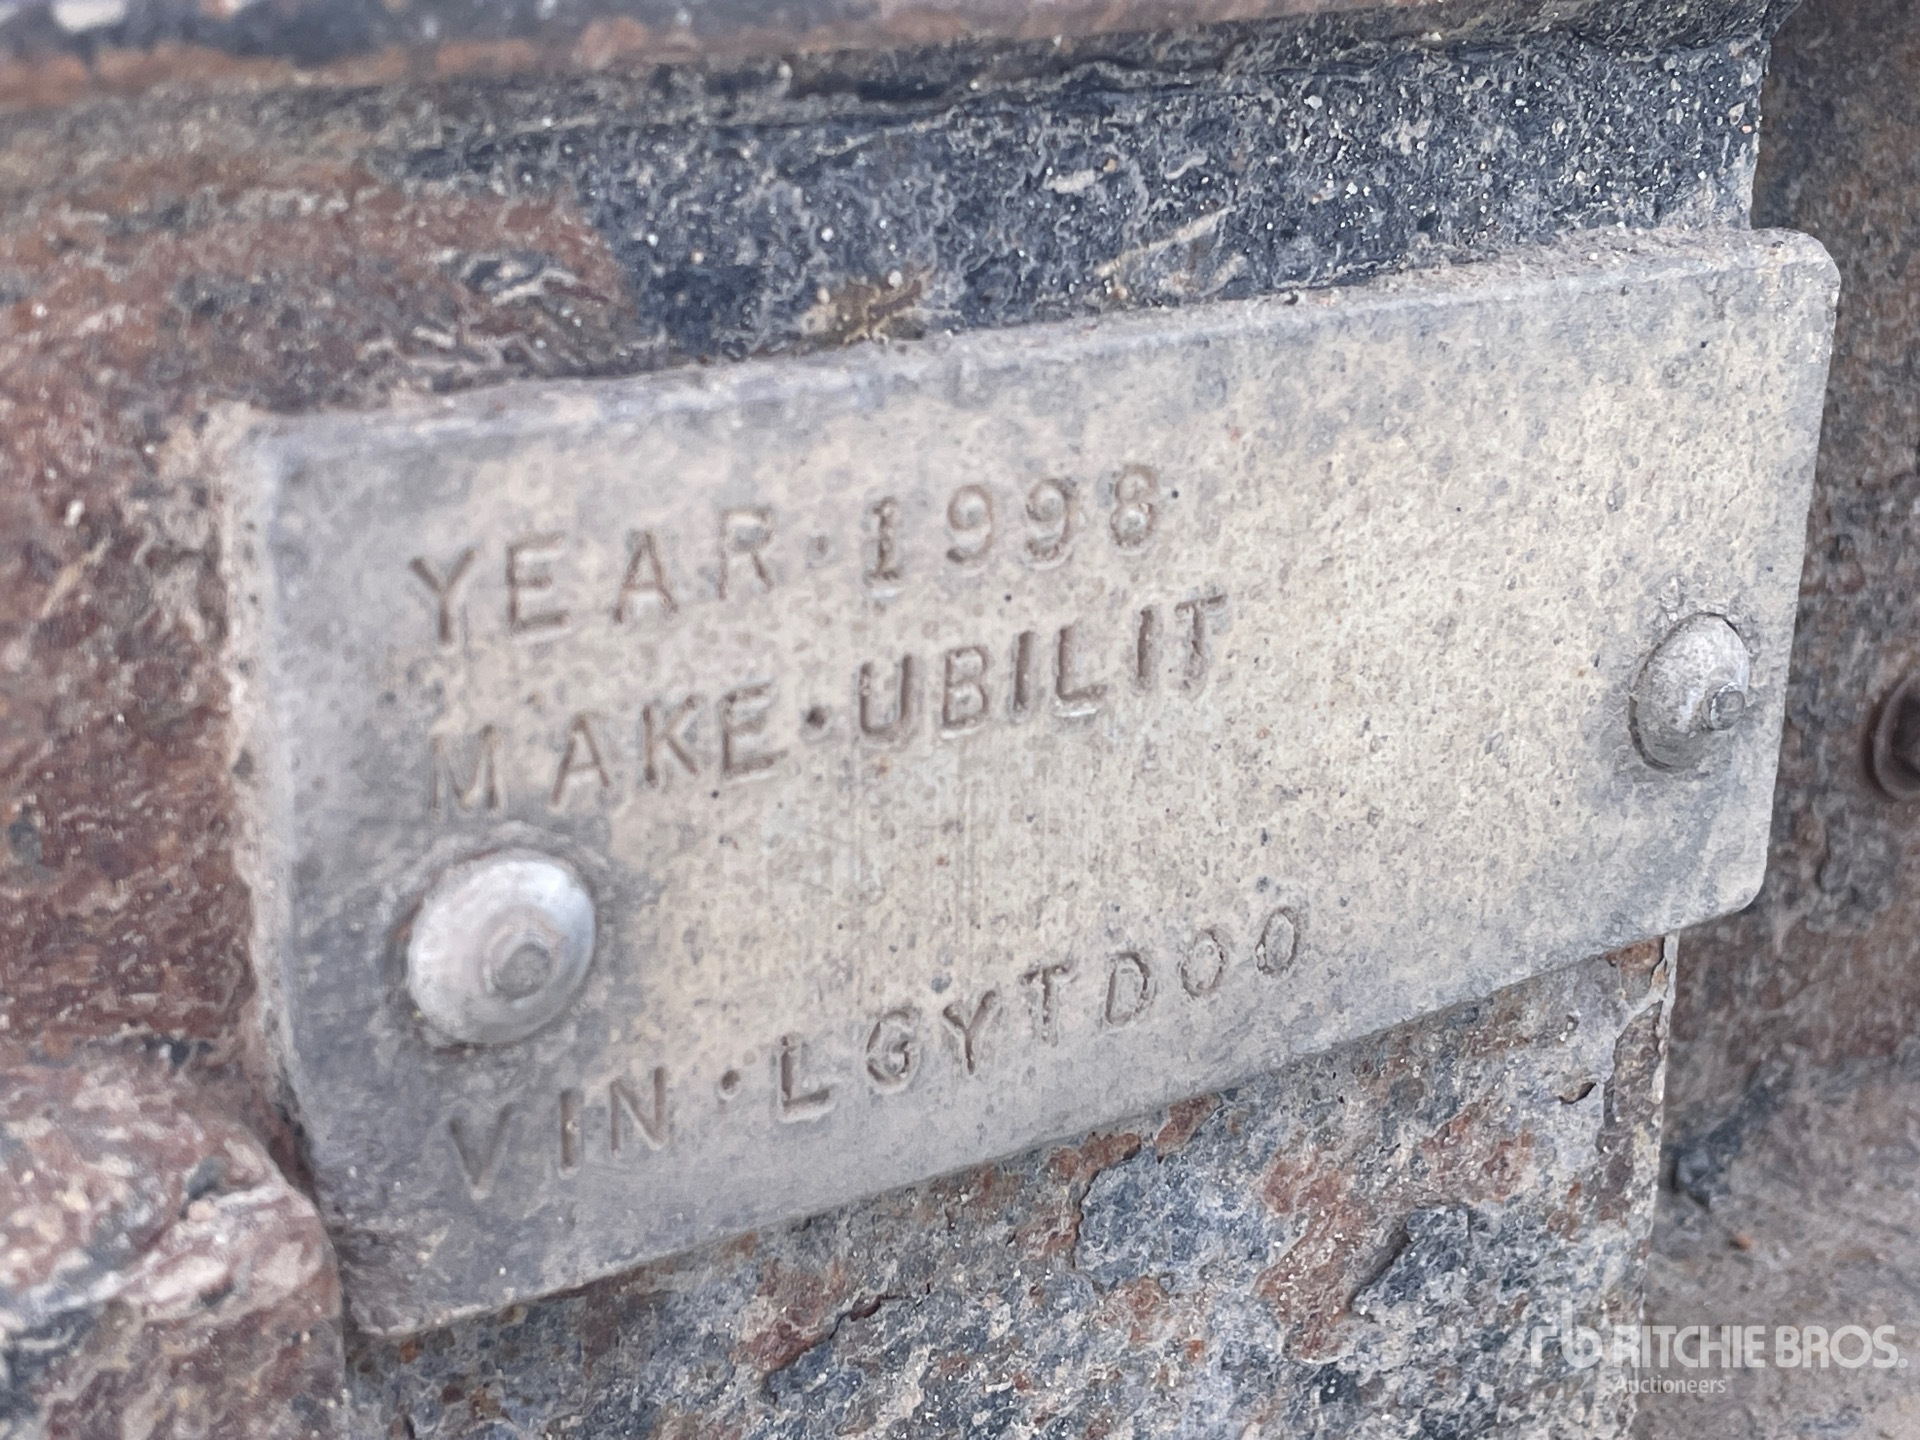 YEAR·1998
MAKE·UBILIT
VIN·LGYTDOO
RITCHIE BROS.
Auctioneers